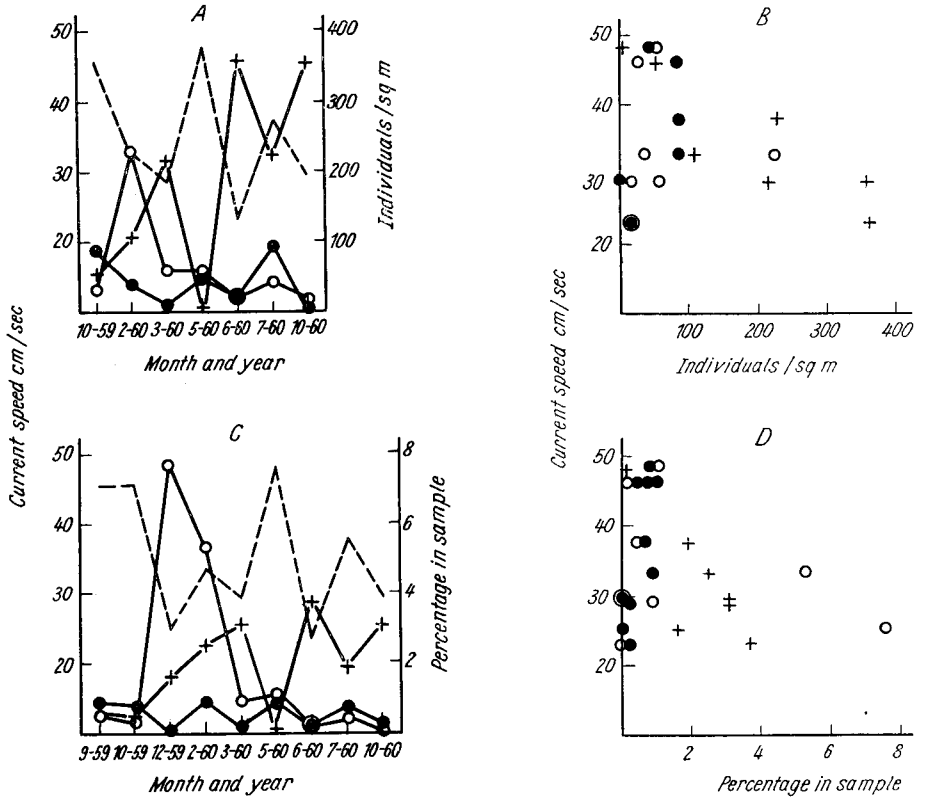 A
50
40
30
20
400
300
200
100
Individuals/sq m
10-59 2-60 3-60 5-60 6-60 7-60 10-60
Month and year
B
50
40
30
20
100 200 300 400
Individuals/sq m
Current speed cm/sec
Current speed cm/sec
C
50
40
30
20
8
6
4
2
Percentage in sample
9-59 10-59 12-59 2-60 3-60 5-60 6-60 7-60 10-60
Month and year
D
50
40
30
20
2 4 6 8
Percentage in sample